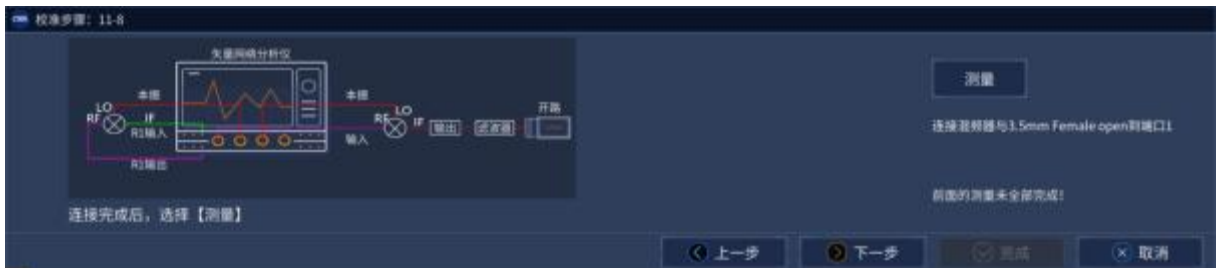 校准步骤：11-8
矢量网络分析仪
本振
本振
LO
RF
IF
R1输入
R1输出
LO
RF
IF
输入
输出
滤波器
开路
测量
连接混频器与3.5mm Female open到端口1
前面的测量未全部完成！
连接完成后，选择【测量】
上一步
下一步
完成
取消